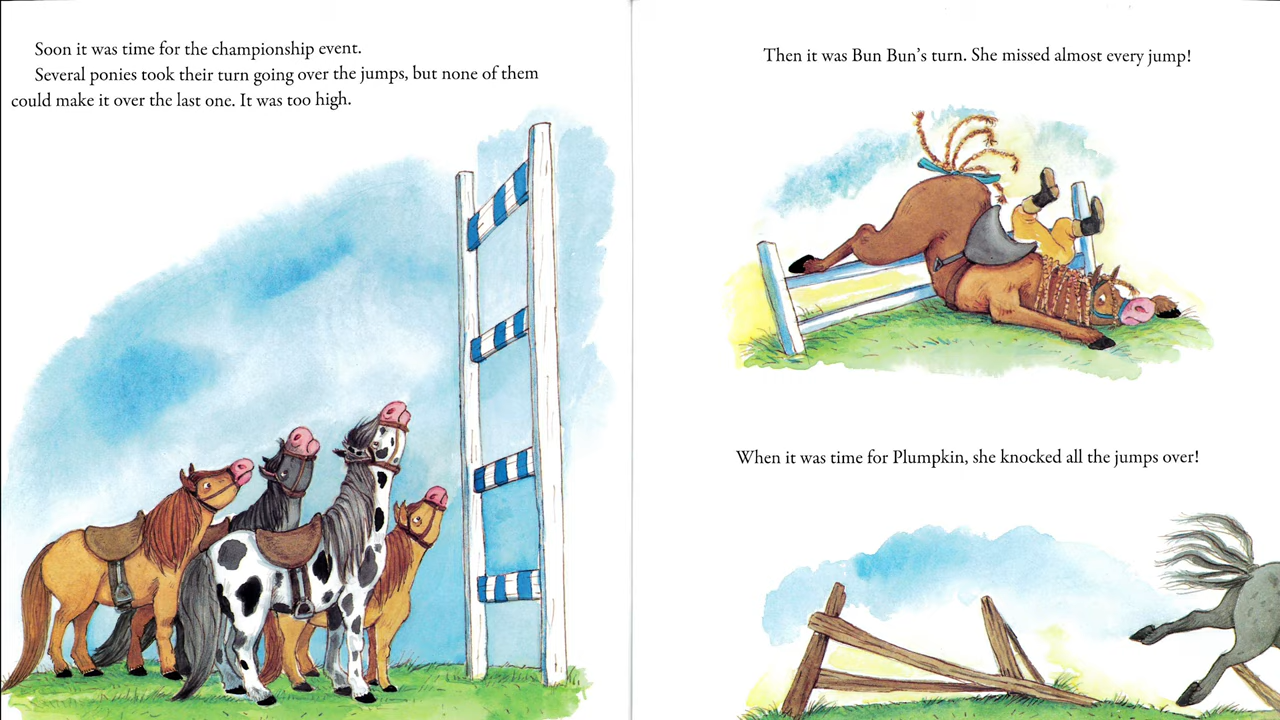 Soon it was time for the championship event.
Several ponies took their turn going over the jumps, but none of them
could make it over the last one. It was too high.
Then it was Bun Bun’s turn. She missed almost every jump!
When it was time for Plumpkin, she knocked all the jumps over!